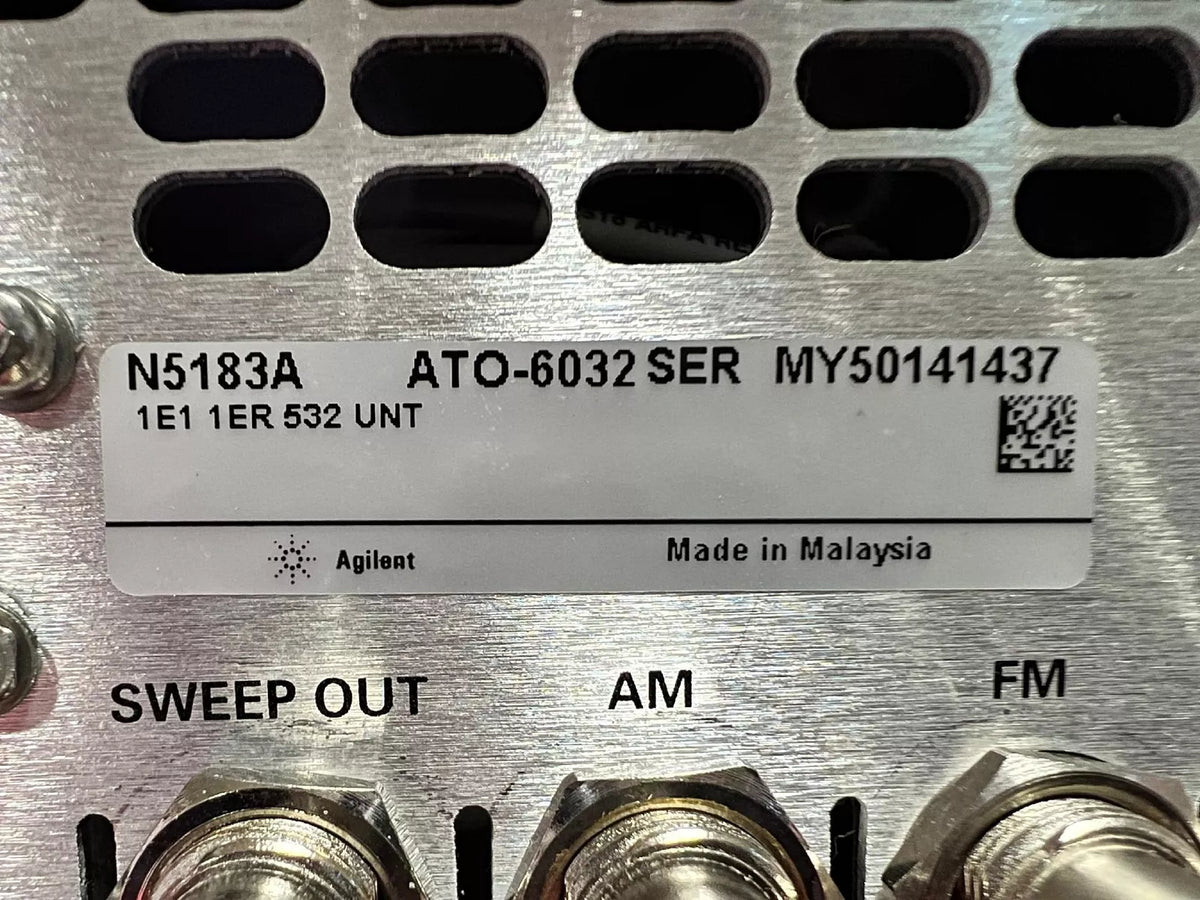 N5183A ATO-6032 SER MY50141437
1E1 1ER 532 UNT
Agilent Made in Malaysia
SWEEP OUT AM FM